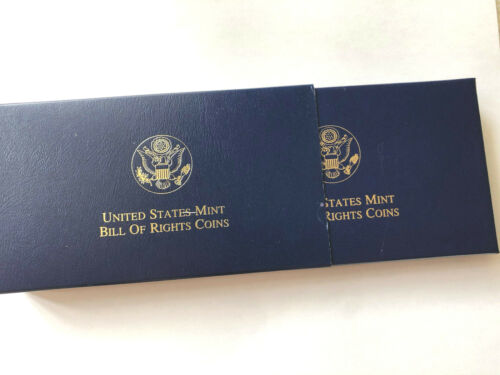 UNITED STATES MINT
BILL OF RIGHTS COINS
STATES MINT
RIGHTS COINS